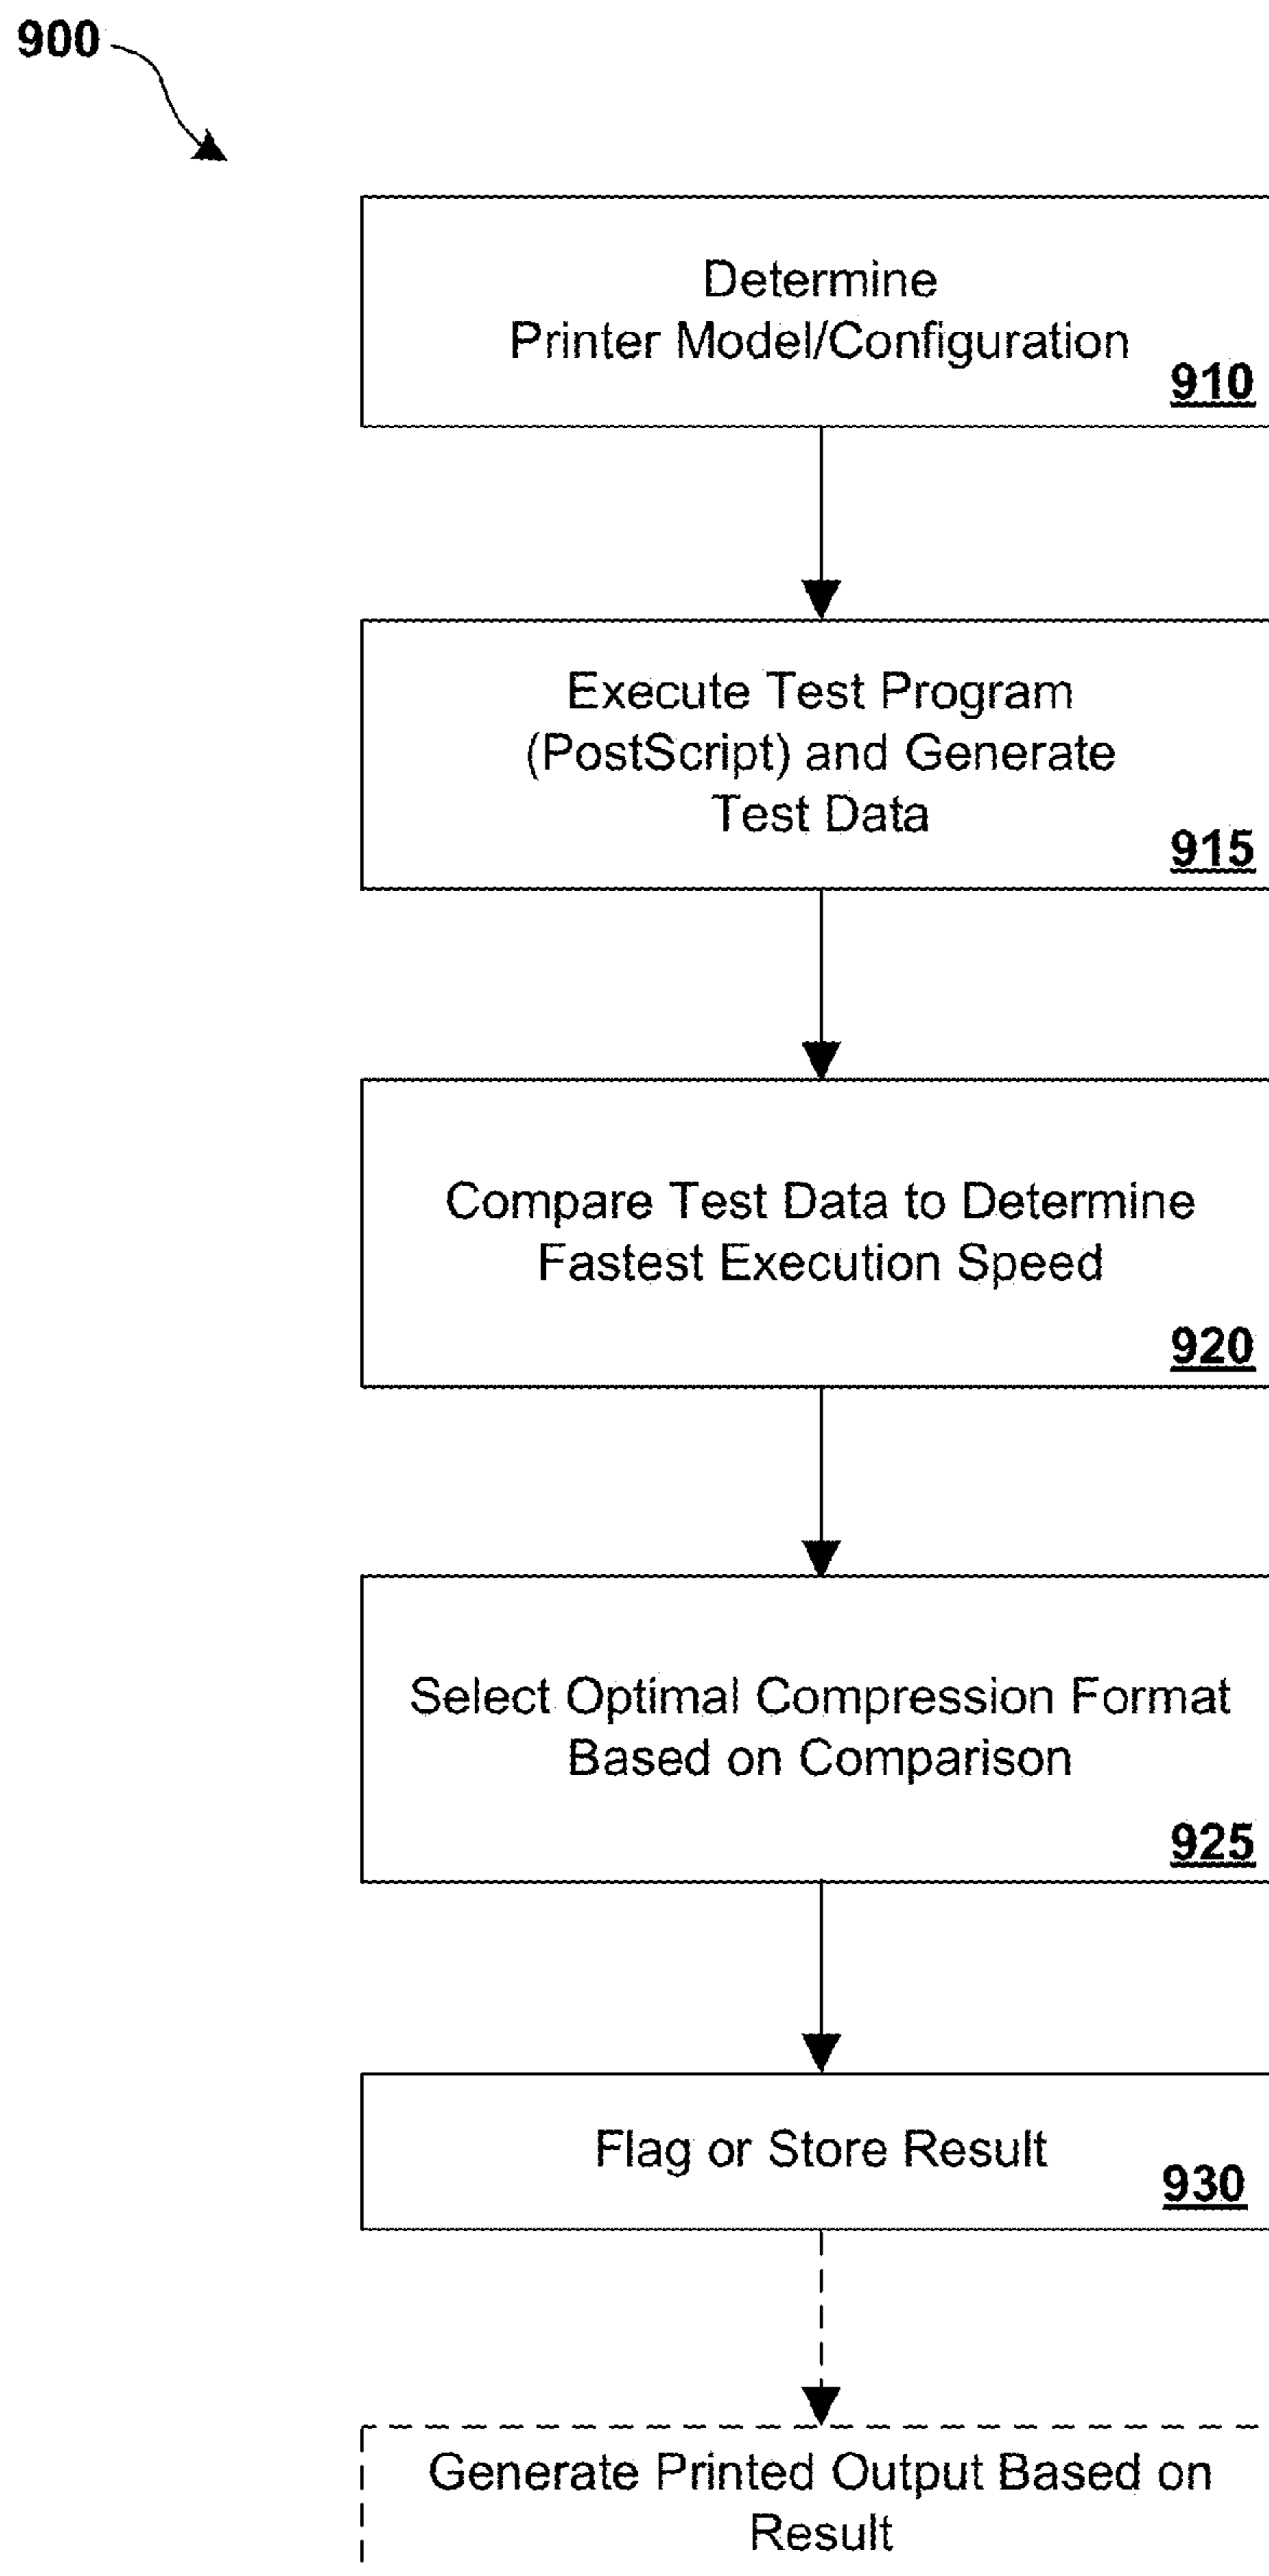 900
Determine
Printer Model/Configuration
910
Execute Test Program
(PostScript) and Generate
Test Data
915
Compare Test Data to Determine
Fastest Execution Speed
920
Select Optimal Compression Format
Based on Comparison
925
Flag or Store Result
930
Generate Printed Output Based on
Result